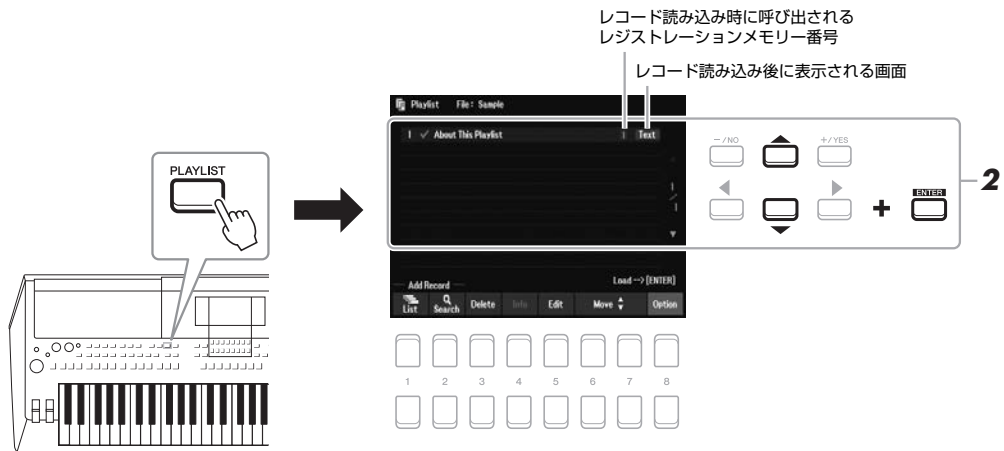 レコード読み込み時に呼び出される
レジストレーションメモリー番号
レコード読み込み後に表示される画面
Playlist File: Sample
1 ✓ About This Playlist 1 Text
1
/
1
-/NO
+/YES
ENTER
+
2
PLAYLIST
Load-->[ENTER]
Add Record
List Search Delete Info Edit Move Option
1 2 3 4 5 6 7 8